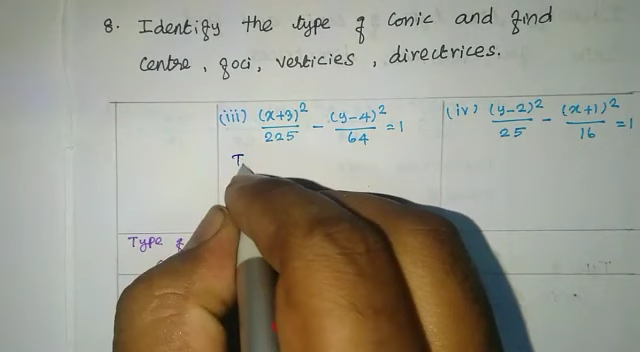 8. Identify the type of conic and find
centre, foci, verticies, directrices.
(iii) (x+3)²/225 - (y-4)²/64 = 1
(iv) (y-2)²/25 - (x+1)²/16 = 1
T
Type of